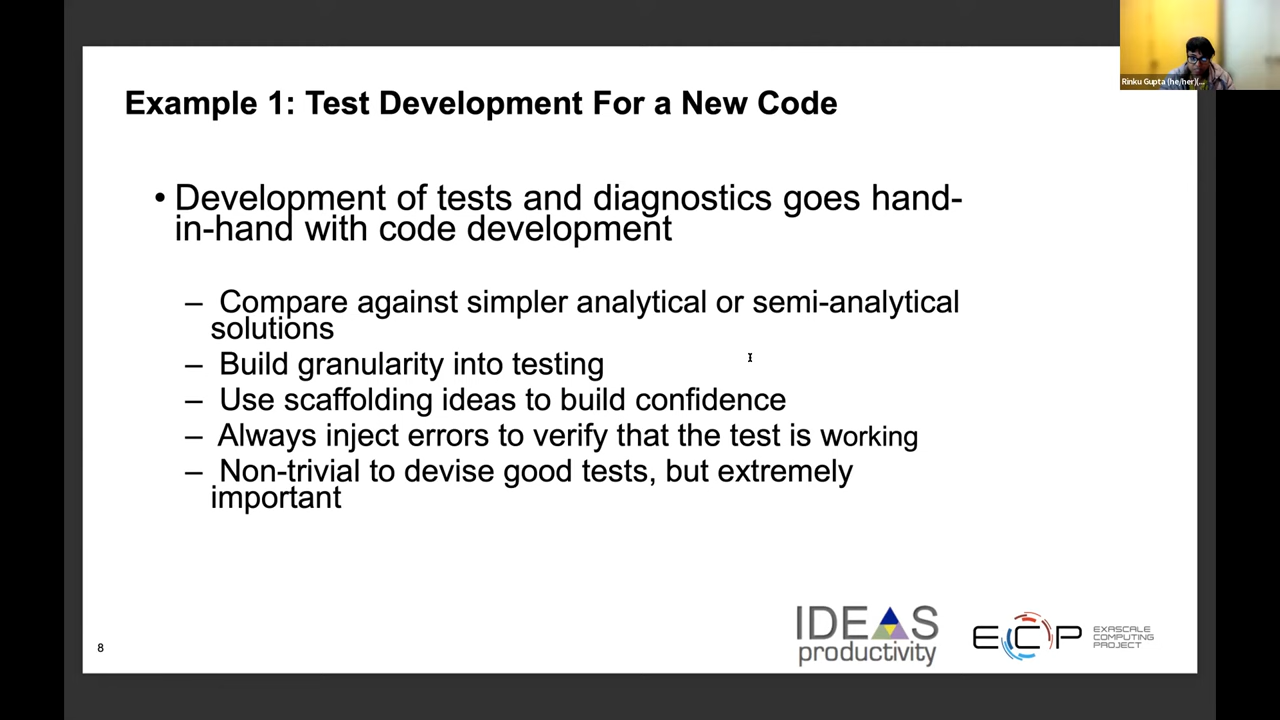 Rinku Gupta (he/her)(...
Example 1: Test Development For a New Code
• Development of tests and diagnostics goes hand-
in-hand with code development
– Compare against simpler analytical or semi-analytical
solutions
– Build granularity into testing
– Use scaffolding ideas to build confidence
– Always inject errors to verify that the test is working
– Non-trivial to devise good tests, but extremely
important
8
IDEAS
productivity
ECP
EXASCALE
COMPUTING
PROJECT